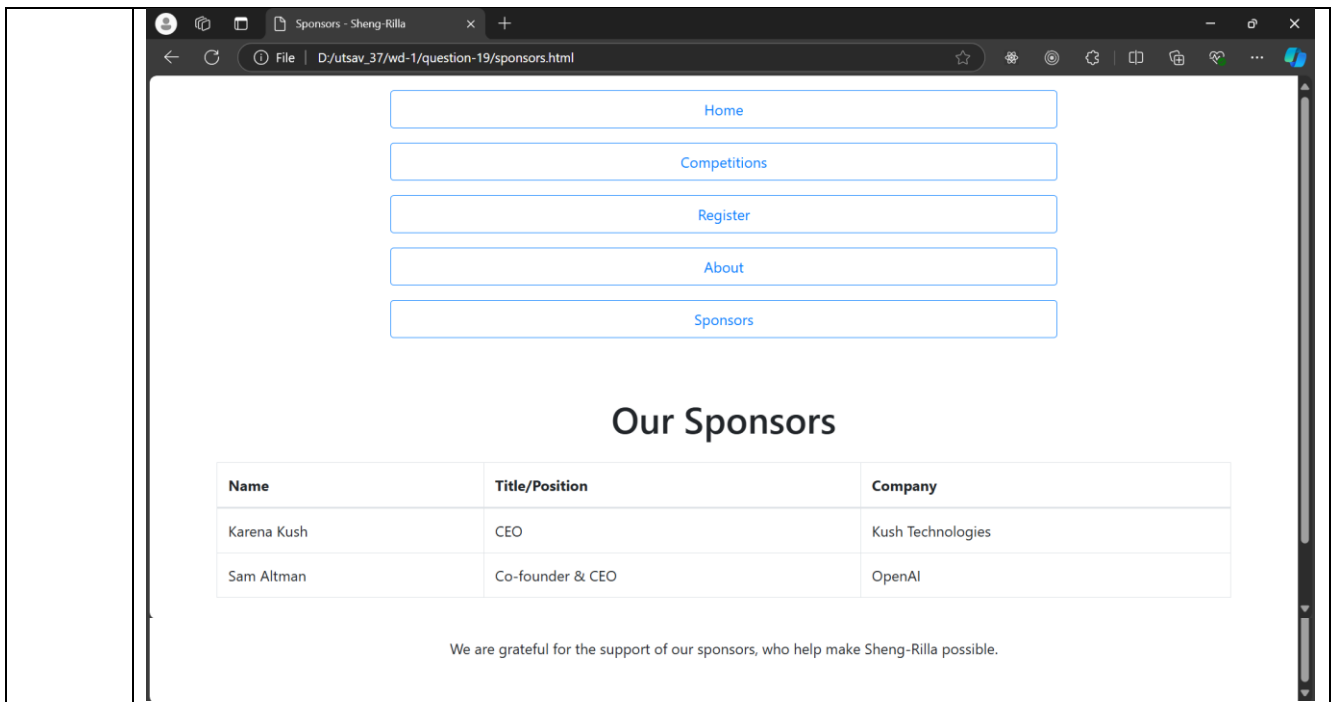 Sponsors - Sheng-Rilla
File | D:/utsav_37/wd-1/question-19/sponsors.html
Home
Competitions
Register
About
Sponsors
Our Sponsors
Name Title/Position Company
Karena Kush CEO Kush Technologies
Sam Altman Co-founder & CEO OpenAI
We are grateful for the support of our sponsors, who help make Sheng-Rilla possible.